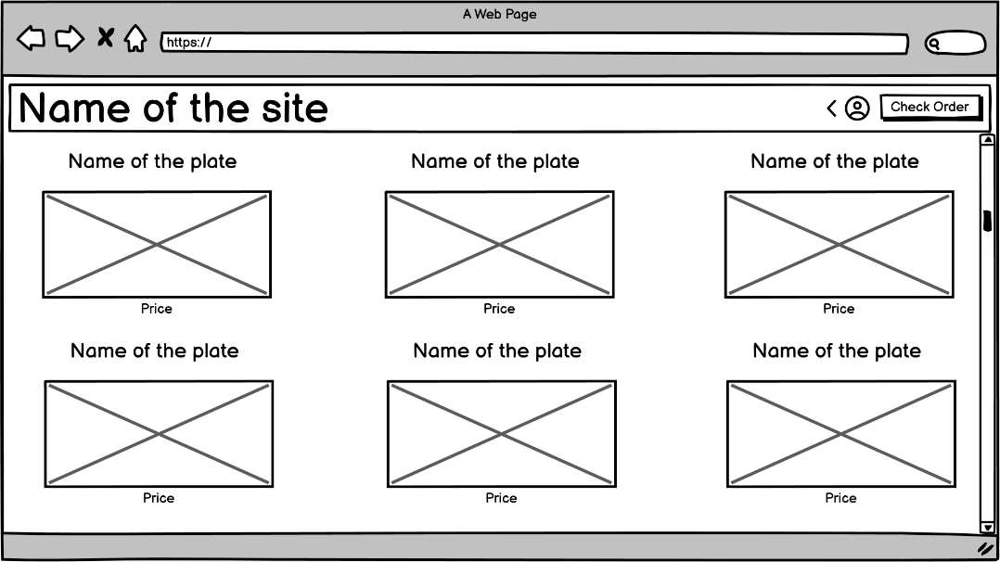 A Web Page
https://
Name of the site
Check Order
Name of the plate
Name of the plate
Name of the plate
Price
Price
Price
Name of the plate
Name of the plate
Name of the plate
Price
Price
Price